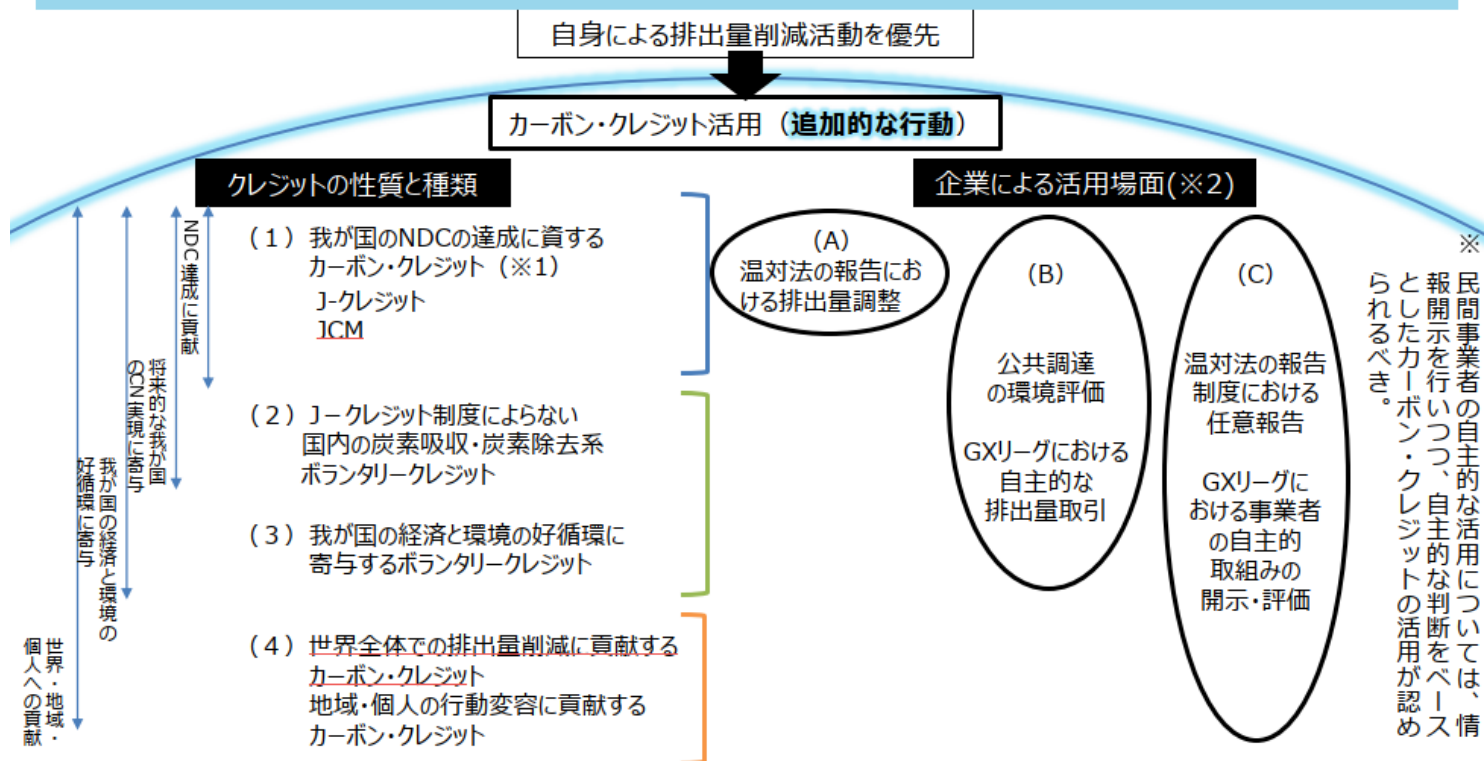 自身による排出量削減活動を優先
カーボン・クレジット活用（追加的な行動）
クレジットの性質と種類
企業による活用場面(※2)
NDC達成に貢献
将来的な我が国
のCN実現に寄与
我が国の経済と環境の
好循環に寄与
世界・地域・
個人への貢献
（1）我が国のNDCの達成に資する
カーボン・クレジット（※1）
J-クレジット
JCM
（2）J－クレジット制度によらない
国内の炭素吸収・炭素除去系
ボランタリークレジット
（3）我が国の経済と環境の好循環に
寄与するボランタリークレジット
（4）世界全体での排出量削減に貢献する
カーボン・クレジット
地域・個人の行動変容に貢献する
カーボン・クレジット
(A)
温対法の報告にお
ける排出量調整
(B)
公共調達
の環境評価
GXリーグにおける
自主的な
排出量取引
(C)
温対法の報告
制度における
任意報告
GXリーグに
おける事業者
の自主的
取組みの
開示・評価
※
民間事業者の自主的な活用については、情
報開示を行いつつ、自主的な判断をベース
としたカーボン・クレジットの活用が認め
られるべき。